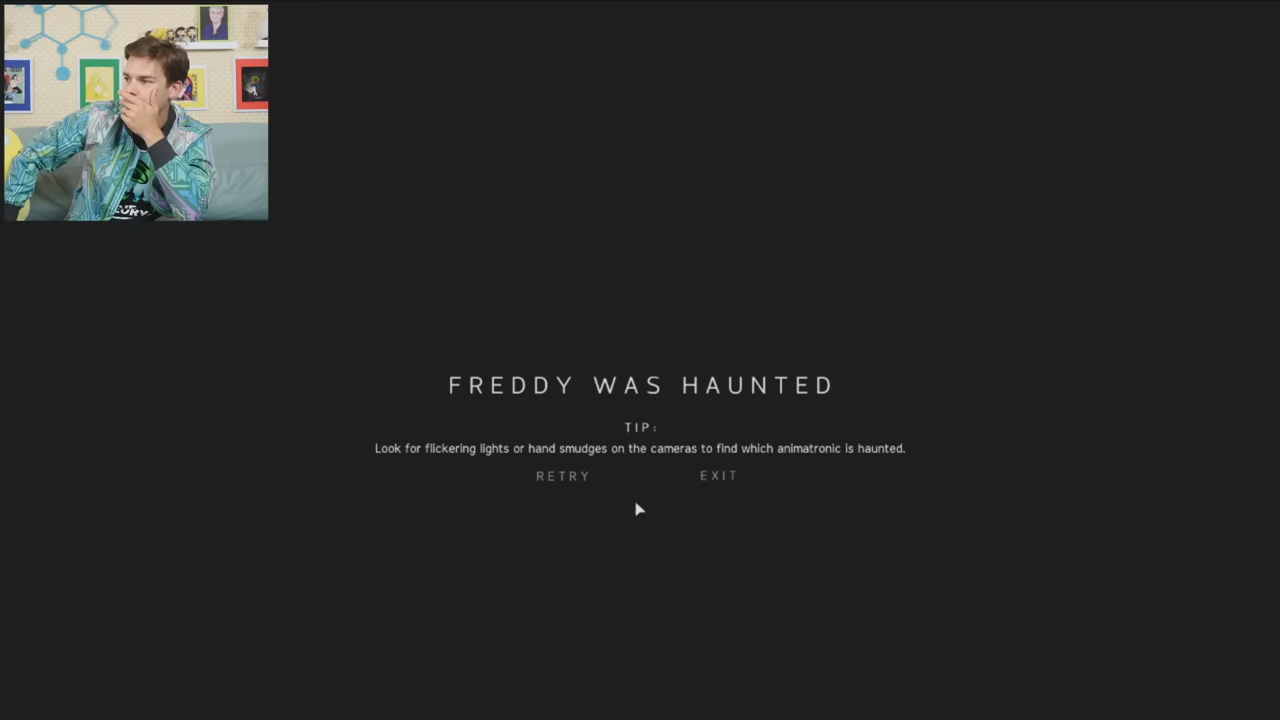 FREDDY WAS HAUNTED
TIP:
Look for flickering lights or hand smudges on the cameras to find which animatronic is haunted.
RETRY EXIT